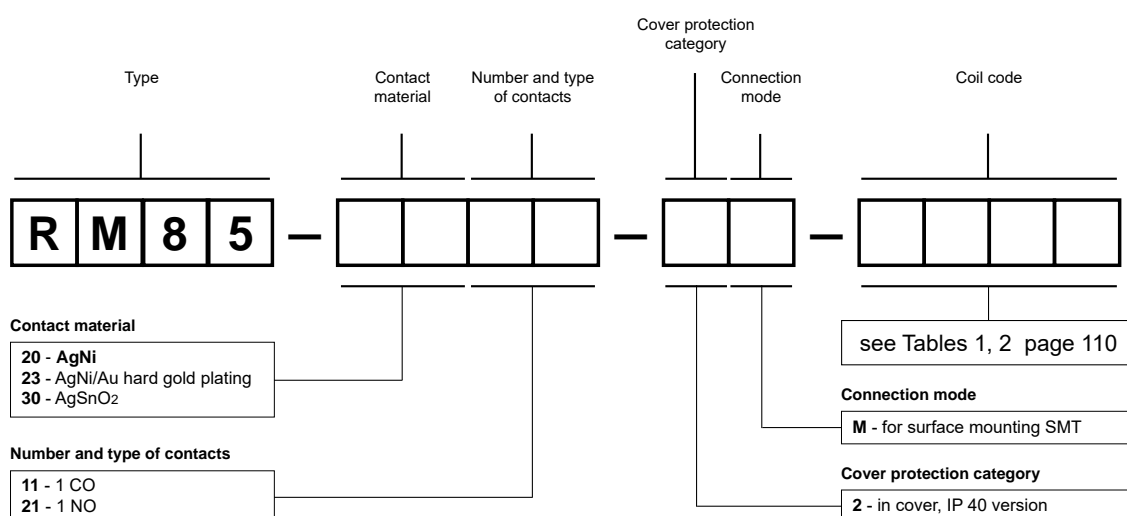 Cover protection
category
Type
Contact
material
Number and type
of contacts
Connection
mode
Coil code
RM85 – – –
Contact material
20 - AgNi
23 - AgNi/Au hard gold plating
30 - AgSnO2
Number and type of contacts
11 - 1 CO
21 - 1 NO
see Tables 1, 2 page 110
Connection mode
M - for surface mounting SMT
Cover protection category
2 - in cover, IP 40 version